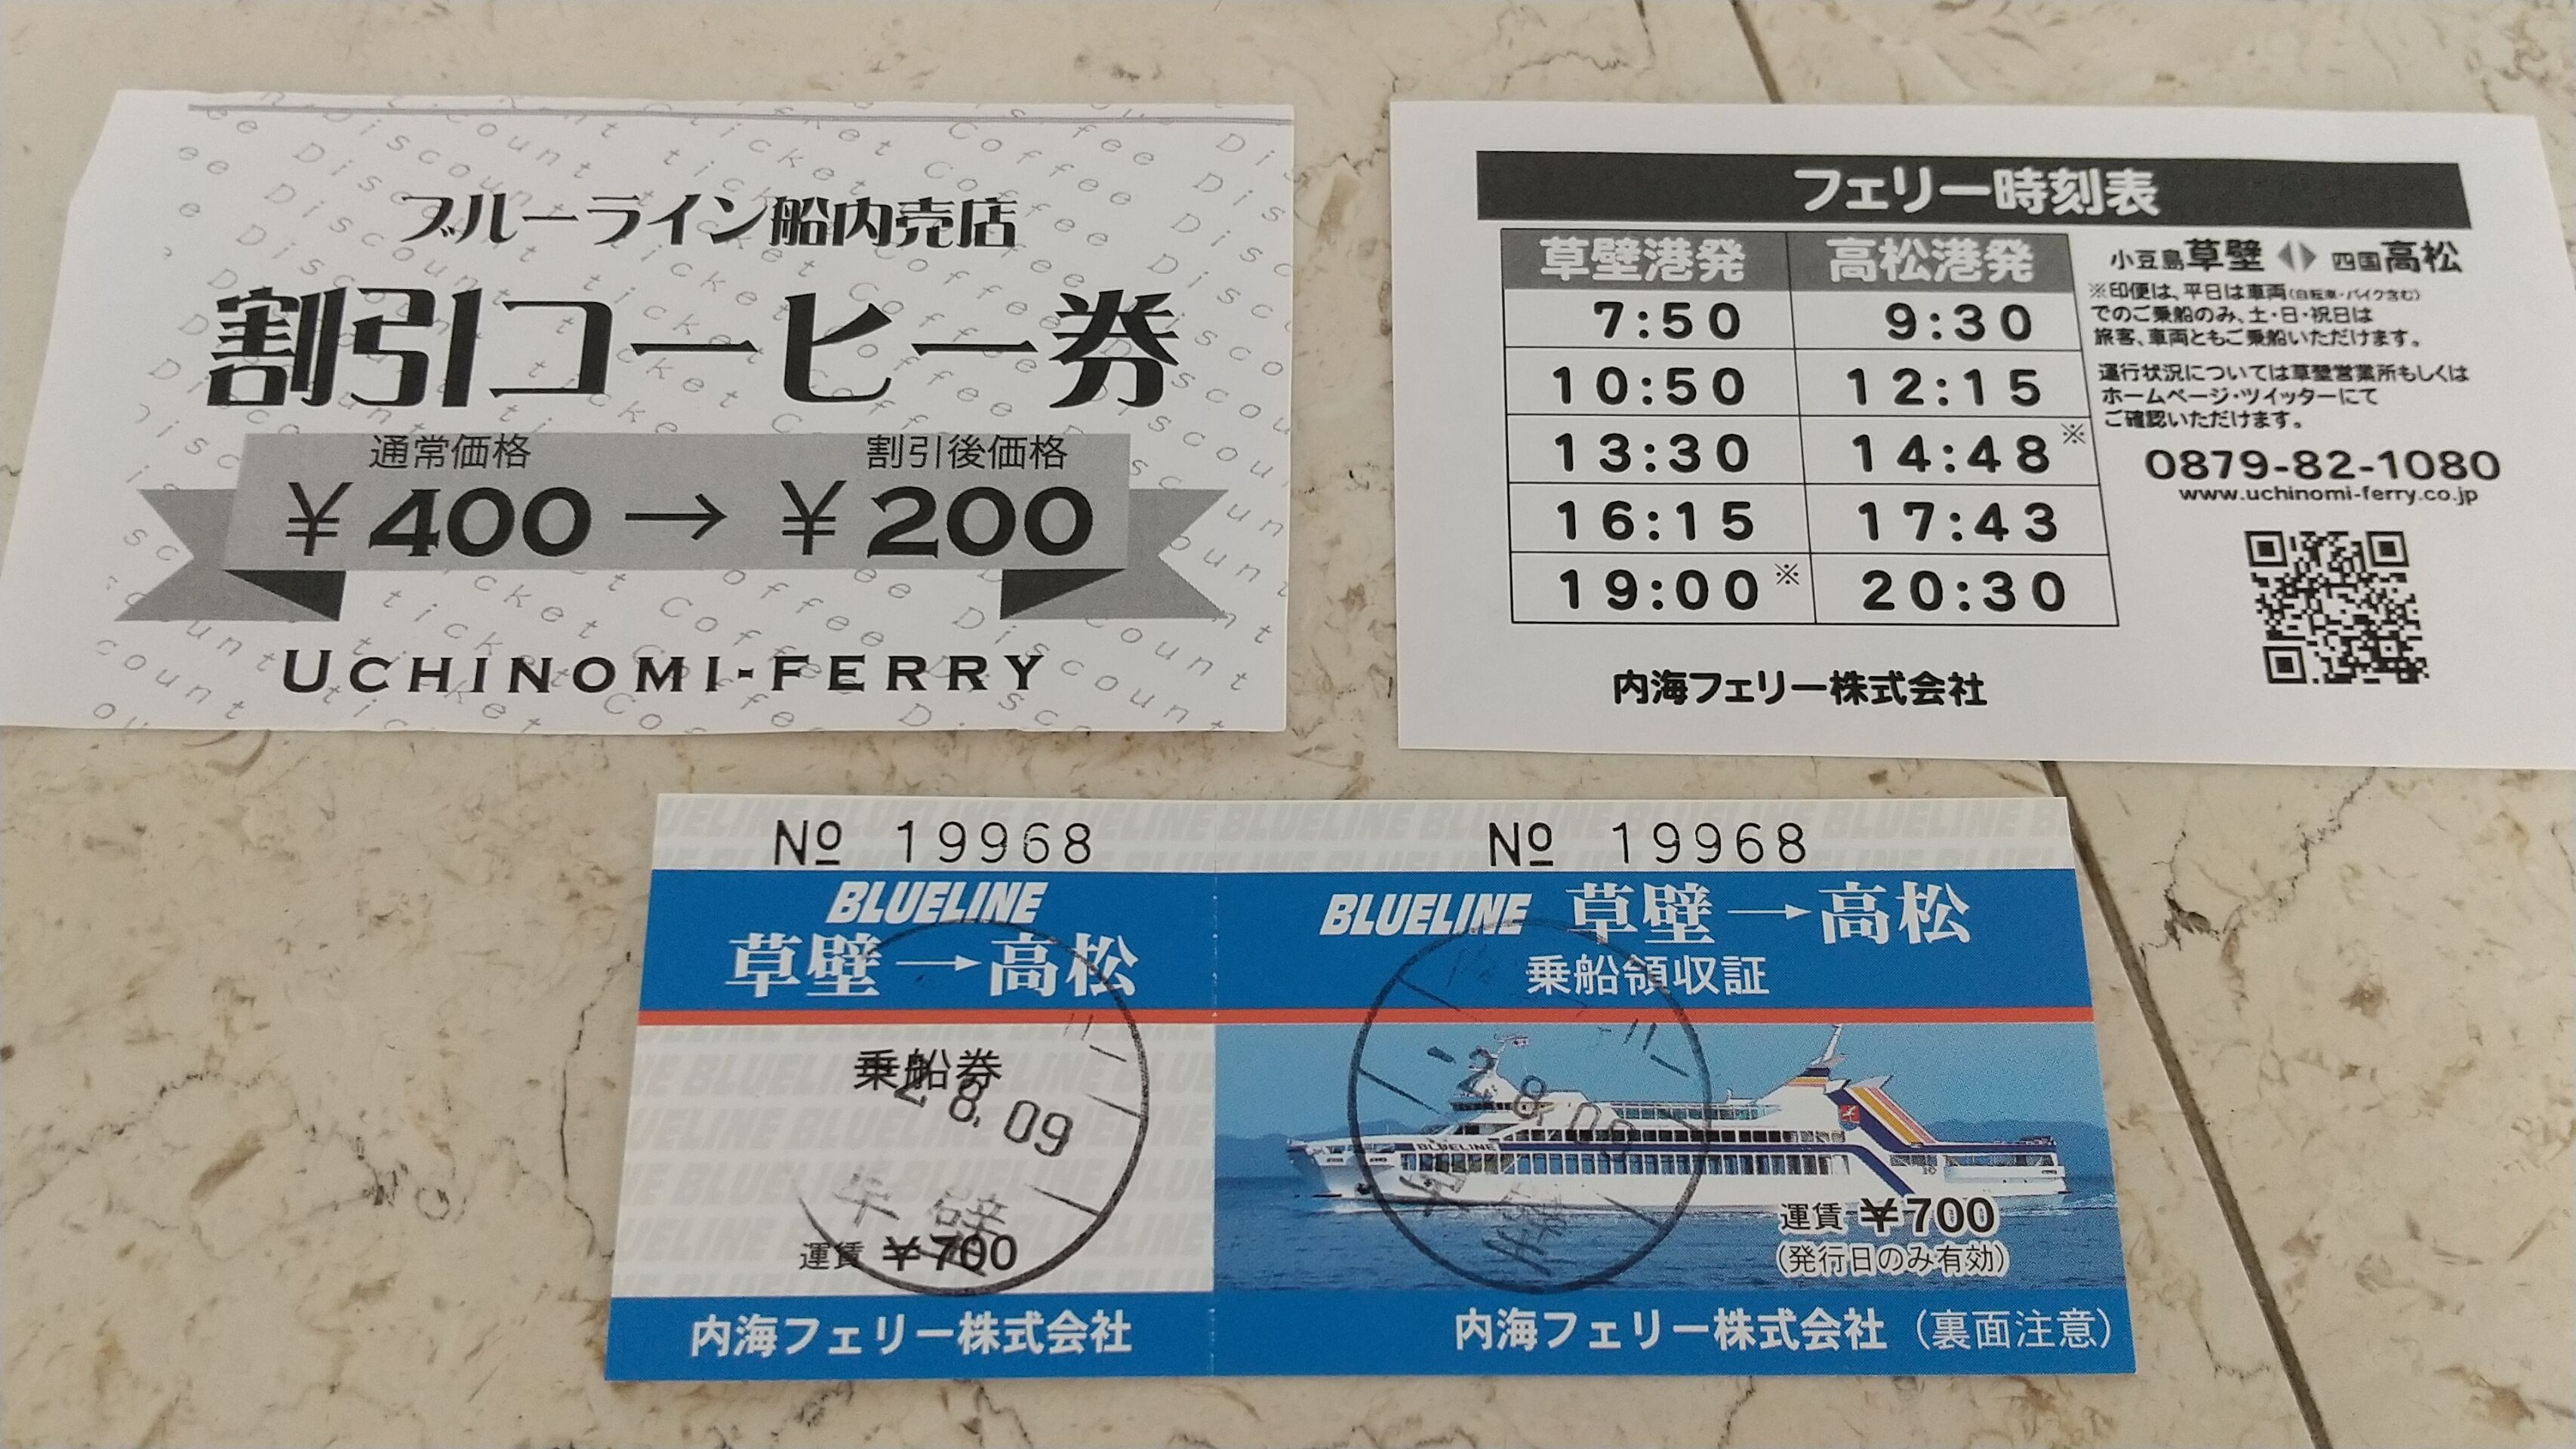 ブルーライン船内売店
割引コーヒー券
通常価格 割引後価格
¥400→¥200
UCHINOMI-FERRY
フェリー時刻表
草壁港発 高松港発
7:50 9:30
10:50 12:15
13:30 14:48※
16:15 17:43
19:00※ 20:30
小豆島草壁 ◀▶ 四国高松
※印便は、平日は車両(自転車・バイク含む)
でのご乗船のみ、土・日・祝日は
旅客、車両ともご乗船いただけます。
運行状況については草壁営業所もしくは
ホームページ・ツイッターにて
ご確認いただけます。
0879-82-1080
www.uchinomi-ferry.co.jp
内海フェリー株式会社
№ 19968
BLUELINE
草壁→高松
乗船券
2.8.09
草壁
運賃 ¥700
内海フェリー株式会社
№ 19968
BLUELINE 草壁→高松
乗船領収証
2.8.09
BLUELINE
運賃 ¥700
(発行日のみ有効)
内海フェリー株式会社（裏面注意）